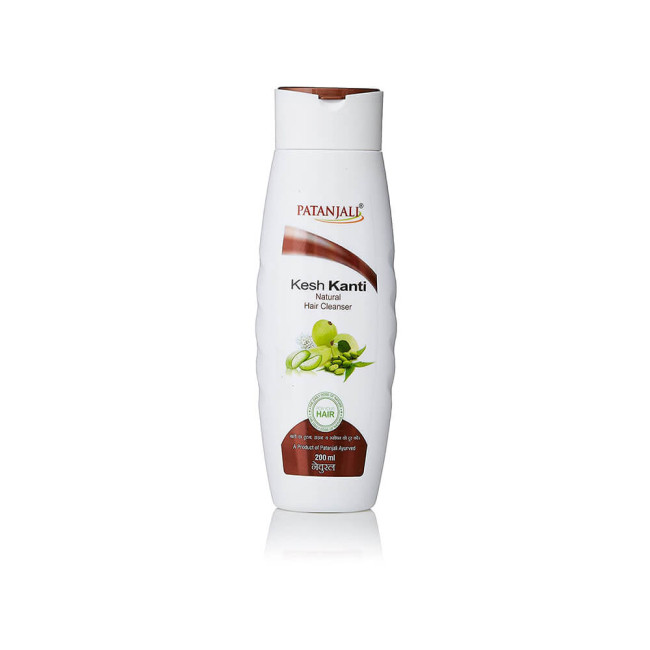 PATANJALI®
Kesh Kanti
Natural
Hair Cleanser
HAIR
A Product of Patanjali Ayurved
200 ml
नेचुरल